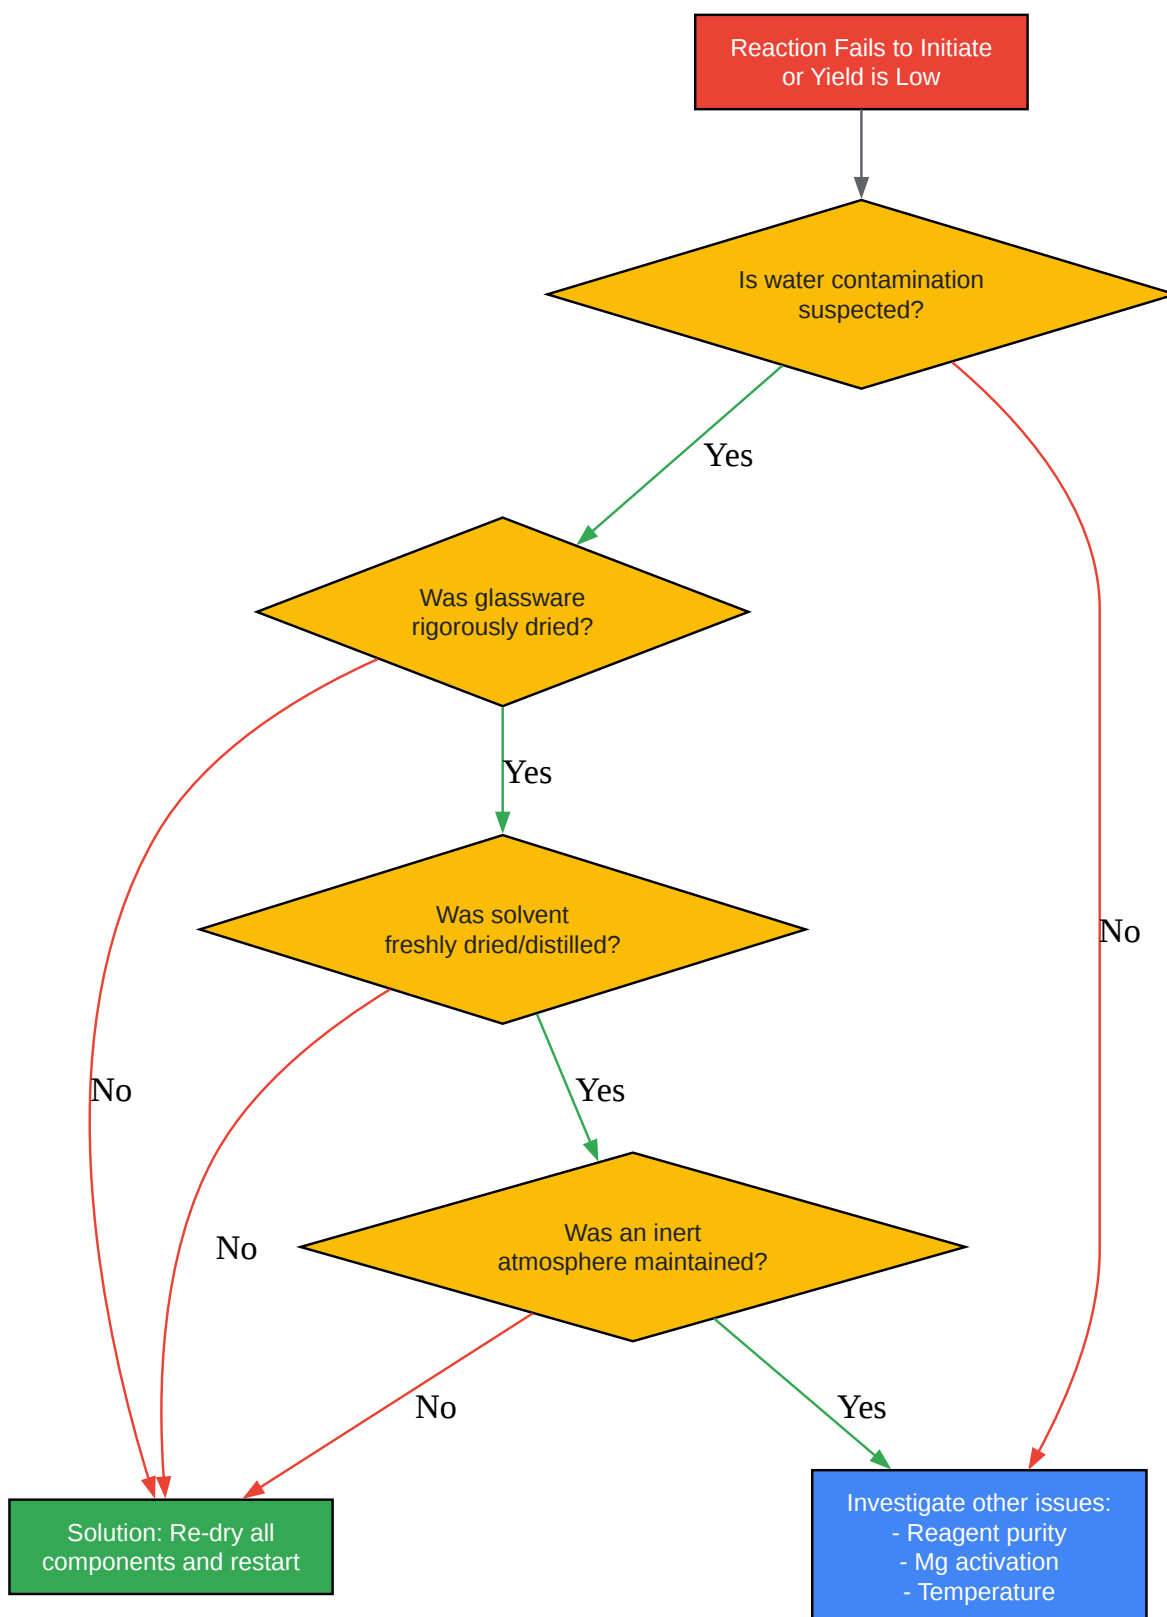 Reaction Fails to Initiate
or Yield is Low
Is water contamination
suspected?
Yes
Was glassware
rigorously dried?
Yes
Was solvent
freshly dried/distilled?
No
No
Yes
Was an inert
atmosphere maintained?
No
No
Yes
Solution: Re-dry all
components and restart
Investigate other issues:
- Reagent purity
- Mg activation
- Temperature